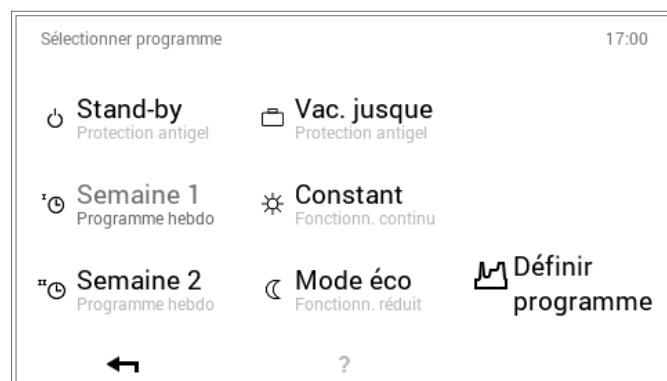 Sélectionner programme 17:00
Stand-by
Protection antigel
Vac. jusque
Protection antigel
I Semaine 1
Programme hebdo
Constant
Fonctionn. continu
II Semaine 2
Programme hebdo
Mode éco
Fonctionn. réduit
Définir
programme
?